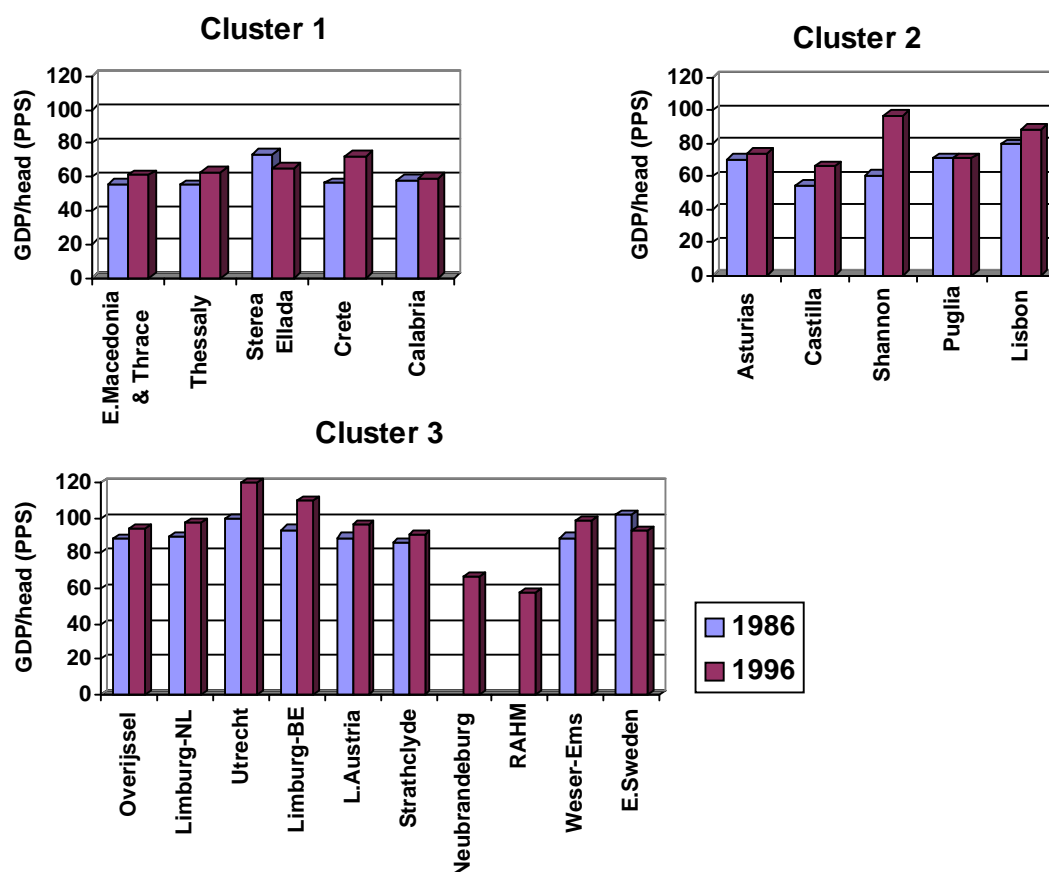 Cluster 1
GDP/head (PPS)
120
100
80
60
40
20
0
E.Macedonia
& Thrace
Thessaly
Sterea
Ellada
Crete
Calabria
Cluster 2
GDP/head (PPS)
120
100
80
60
40
20
0
Asturias
Castilla
Shannon
Puglia
Lisbon
Cluster 3
GDP/head (PPS)
120
100
80
60
40
20
0
Overijssel
Limburg-NL
Utrecht
Limburg-BE
L.Austria
Strathclyde
Neubrandeburg
RAHM
Weser-Ems
E.Sweden
1986
1996